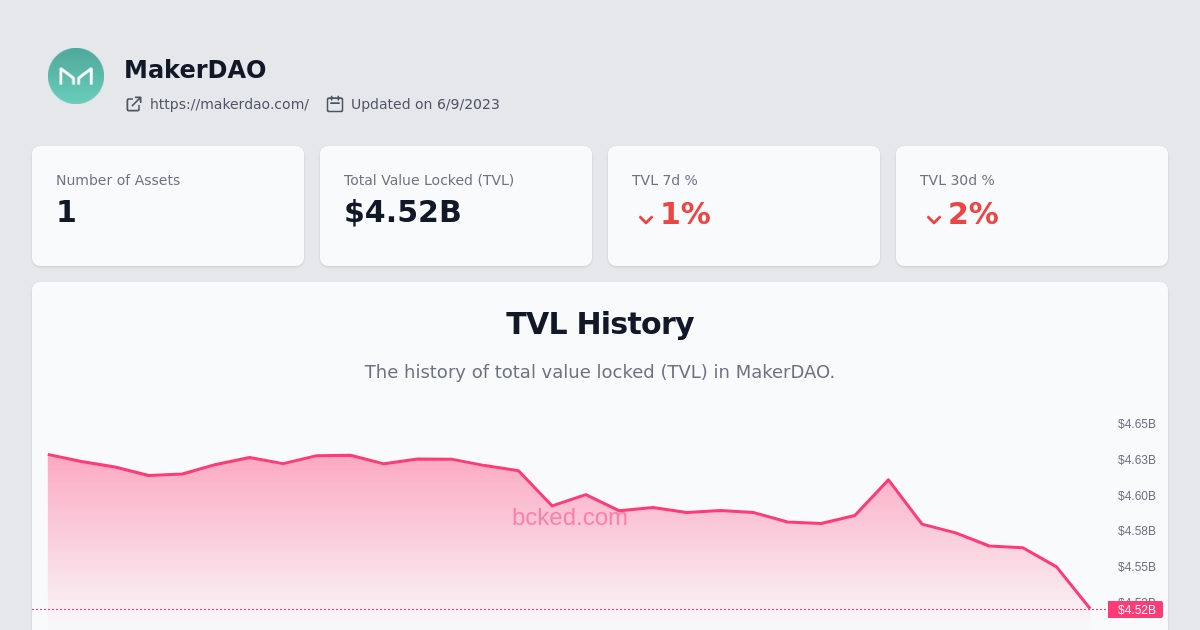 MakerDAO
https://makerdao.com/ Updated on 6/9/2023
Number of Assets
1
Total Value Locked (TVL)
$4.52B
TVL 7d %
1%
TVL 30d %
2%
TVL History
The history of total value locked (TVL) in MakerDAO.
$4.65B
$4.63B
$4.60B
bcked.com
$4.58B
$4.55B
$4.52B